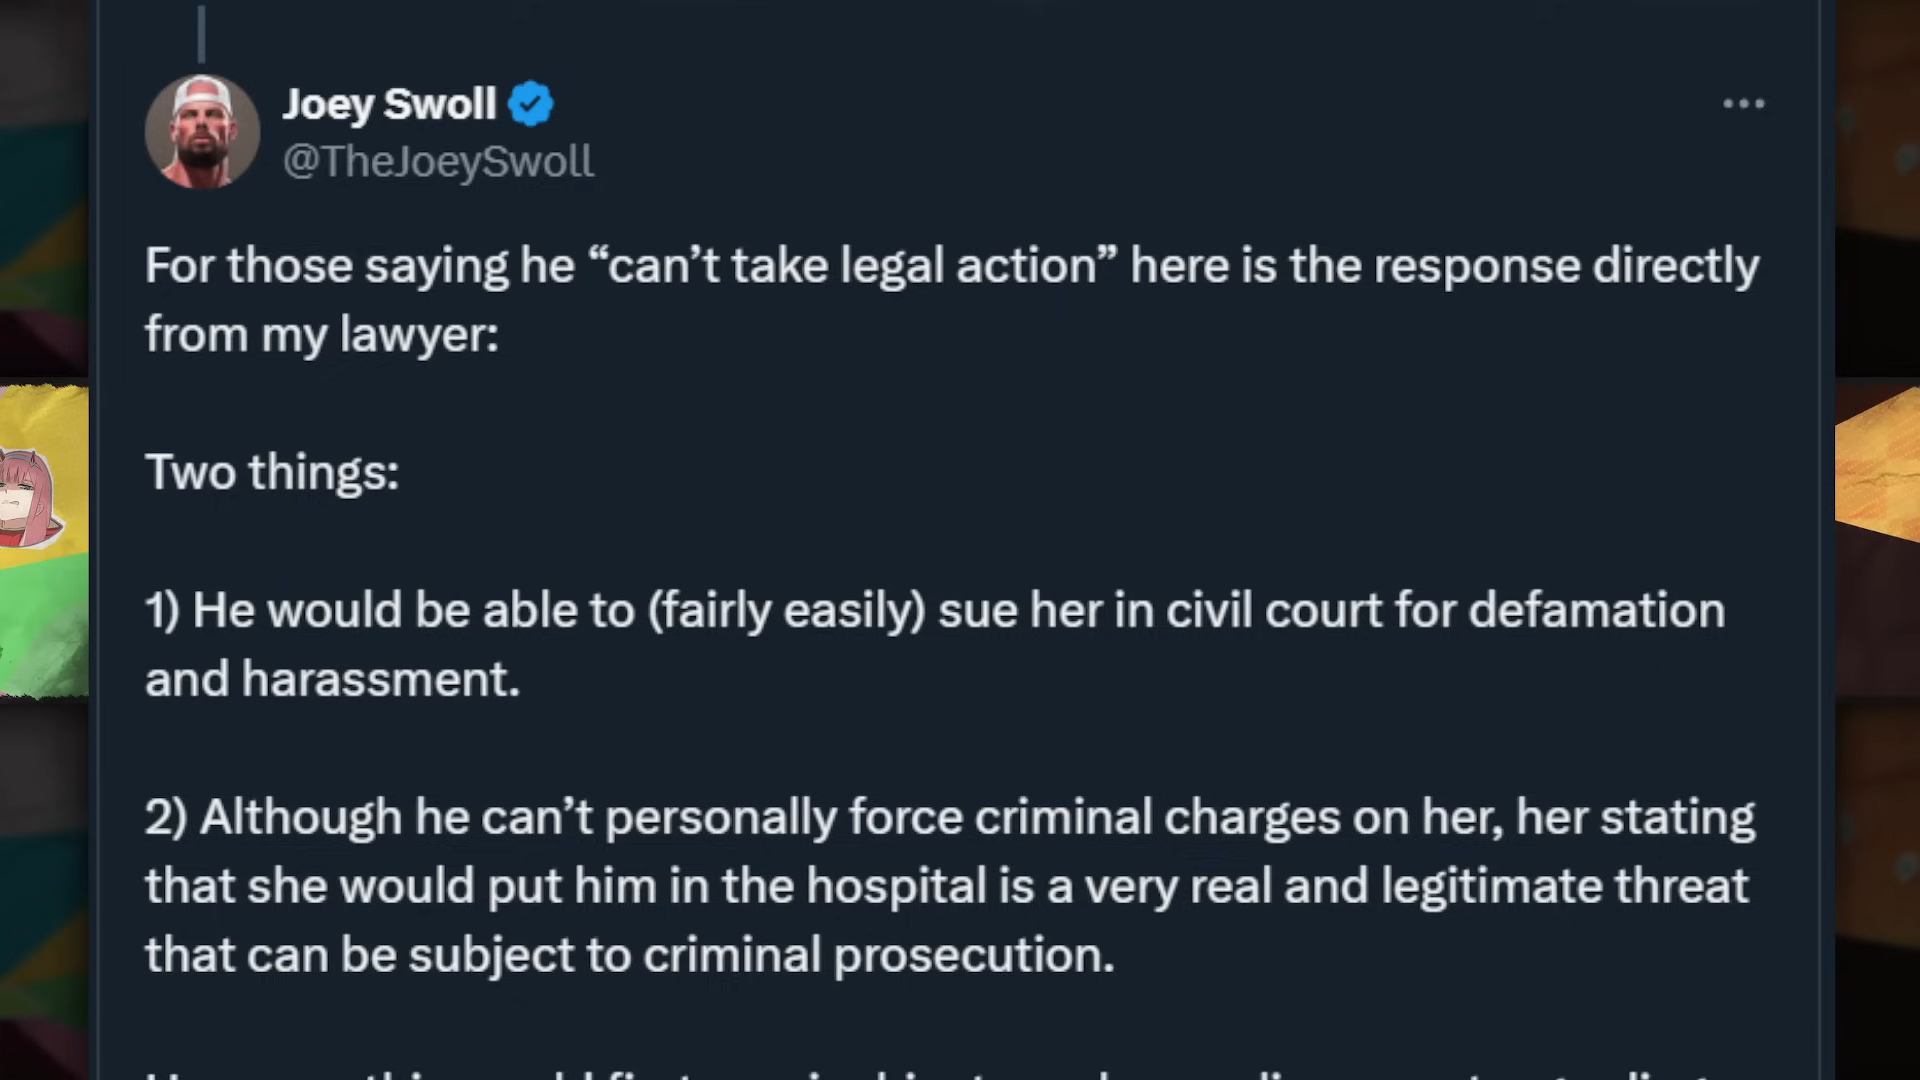 Joey Swoll
@TheJoeySwoll
For those saying he “can’t take legal action” here is the response directly
from my lawyer:
Two things:
1) He would be able to (fairly easily) sue her in civil court for defamation
and harassment.
2) Although he can’t personally force criminal charges on her, her stating
that she would put him in the hospital is a very real and legitimate threat
that can be subject to criminal prosecution.